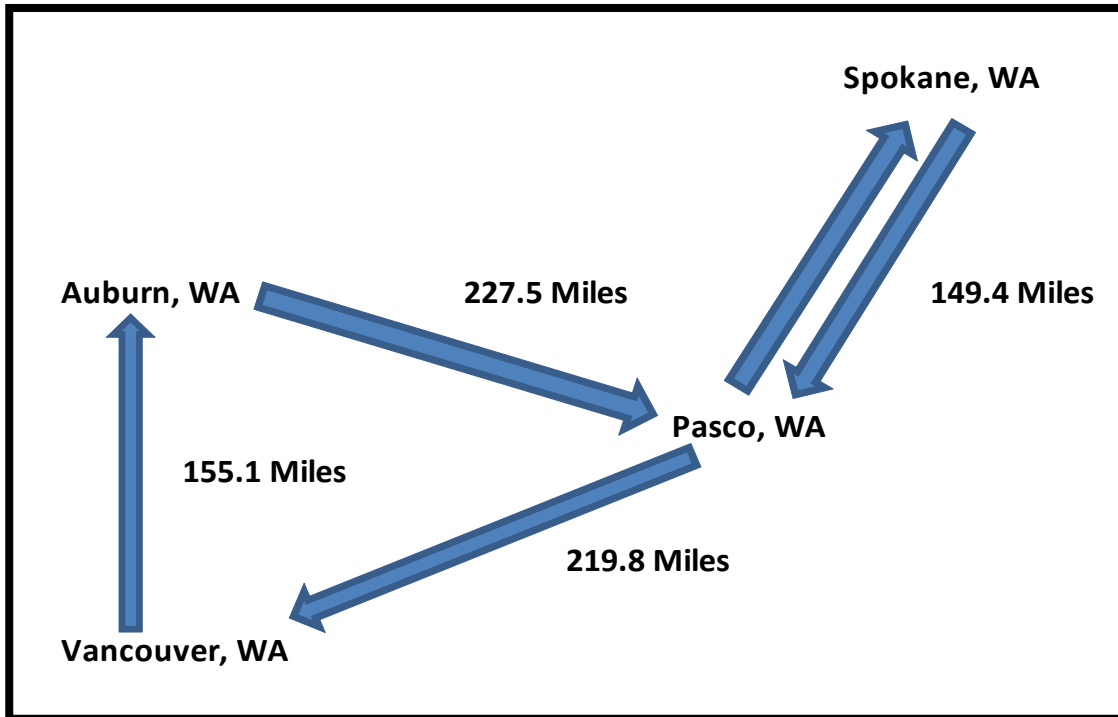 Spokane, WA
Auburn, WA
227.5 Miles
149.4 Miles
Pasco, WA
155.1 Miles
219.8 Miles
Vancouver, WA